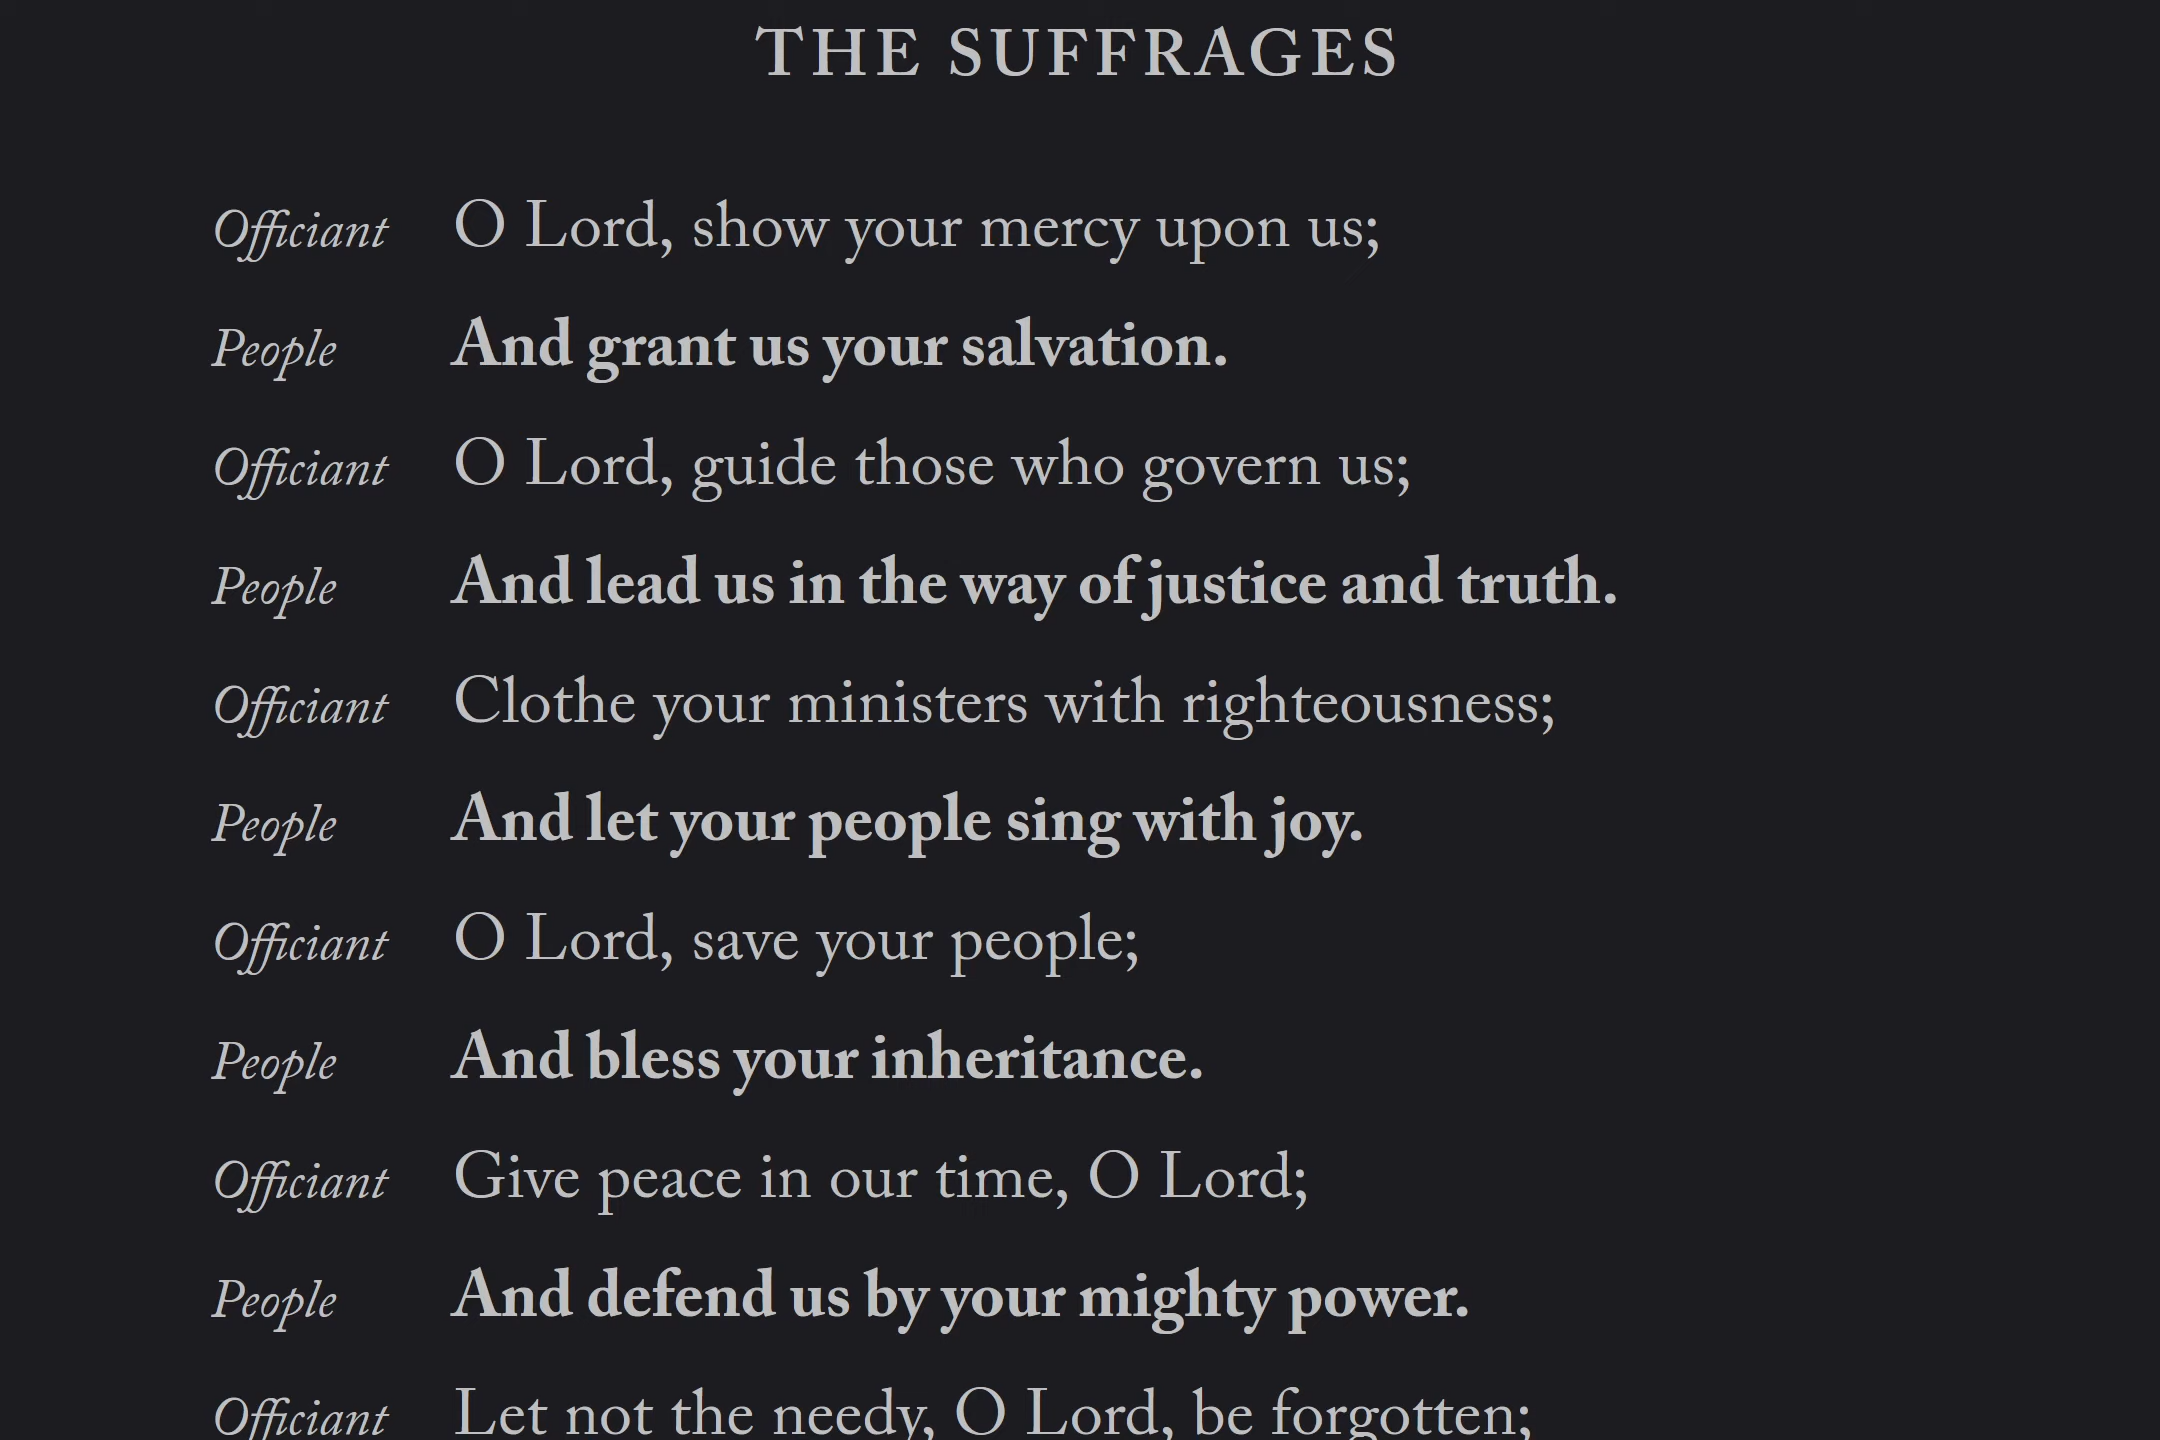 THE SUFFRAGES
Officiant O Lord, show your mercy upon us;
People And grant us your salvation.
Officiant O Lord, guide those who govern us;
People And lead us in the way of justice and truth.
Officiant Clothe your ministers with righteousness;
People And let your people sing with joy.
Officiant O Lord, save your people;
People And bless your inheritance.
Officiant Give peace in our time, O Lord;
People And defend us by your mighty power.
Officiant Let not the needy, O Lord, be forgotten;